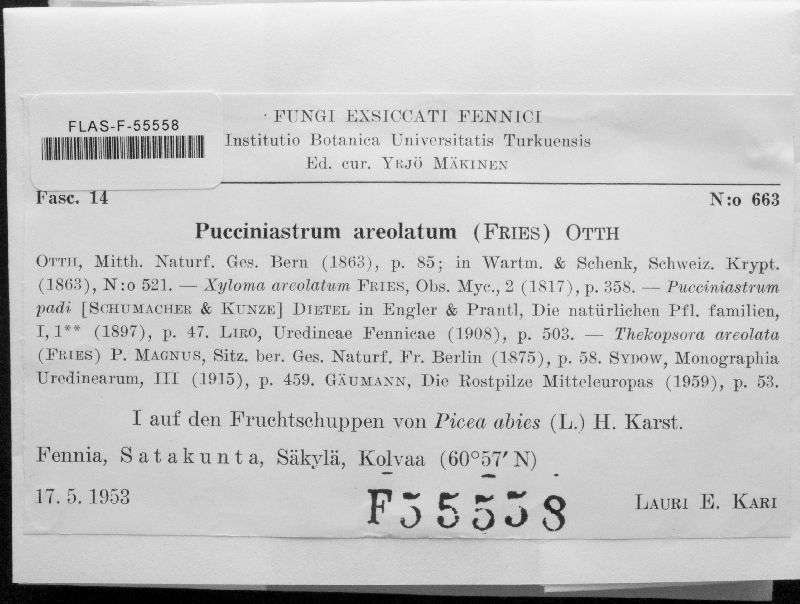 FLAS-F-55558
FUNGI EXSICCATI FENNICI
Institutio Botanica Universitatis Turkuensis
Ed. cur. YRJÖ MÄKINEN
Fasc. 14 N:o 663
Pucciniastrum areolatum (FRIES) OTTH
OTTH, Mitth. Naturf. Ges. Bern (1863), p. 85; in Wartm. & Schenk, Schweiz. Krypt.
(1863), N:o 521. — Xyloma areolatum FRIES, Obs. Myc., 2 (1817), p. 358. — Pucciniastrum
padi [SCHUMACHER & KUNZE] DIETEL in Engler & Prantl, Die natürlichen Pfl. familien,
I, 1** (1897), p. 47. LIRO, Uredineae Fennicae (1908), p. 503. — Thekopsora areolata
(FRIES) P. MAGNUS, Sitz. ber. Ges. Naturf. Fr. Berlin (1875), p. 58. SYDOW, Monographia
Uredinearum, III (1915), p. 459. GÄUMANN, Die Rostpilze Mitteleuropas (1959), p. 53.
I auf den Fruchtschuppen von Picea abies (L.) H. Karst.
Fennia, Satakunta, Säkylä, Kolvaa (60°57′ N)
17. 5. 1953 F55558 LAURI E. KARI